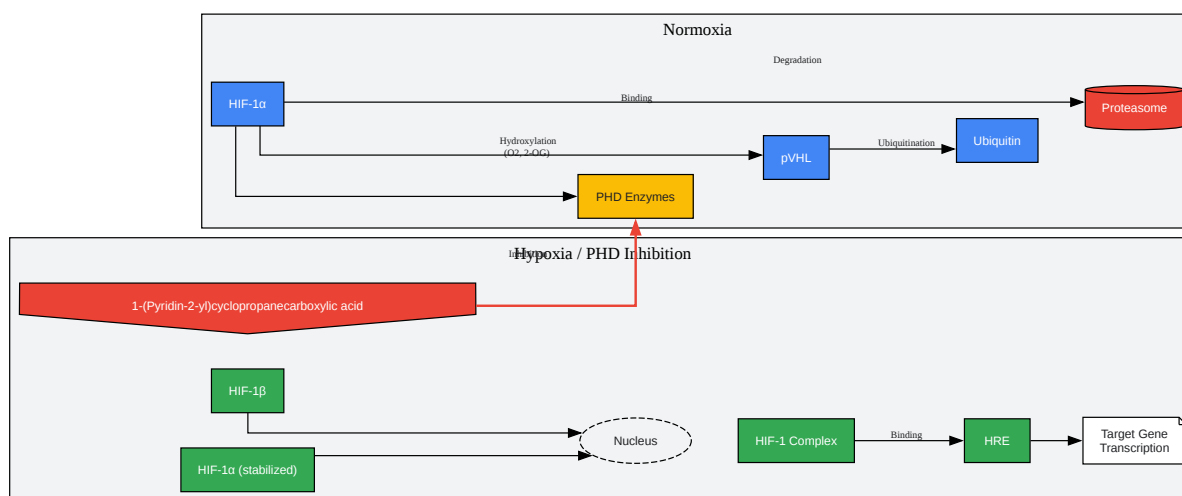 Normoxia
Degradation
HIF-1α
Binding
Proteasome
Hydroxylation
(O2, 2-OG)
pVHL
Ubiquitination
Ubiquitin
PHD Enzymes
Hypoxia / PHD Inhibition
Inhibition
1-(Pyridin-2-yl)cyclopropanecarboxylic acid
HIF-1β
Nucleus
HIF-1α (stabilized)
HIF-1 Complex
Binding
HRE
Target Gene
Transcription